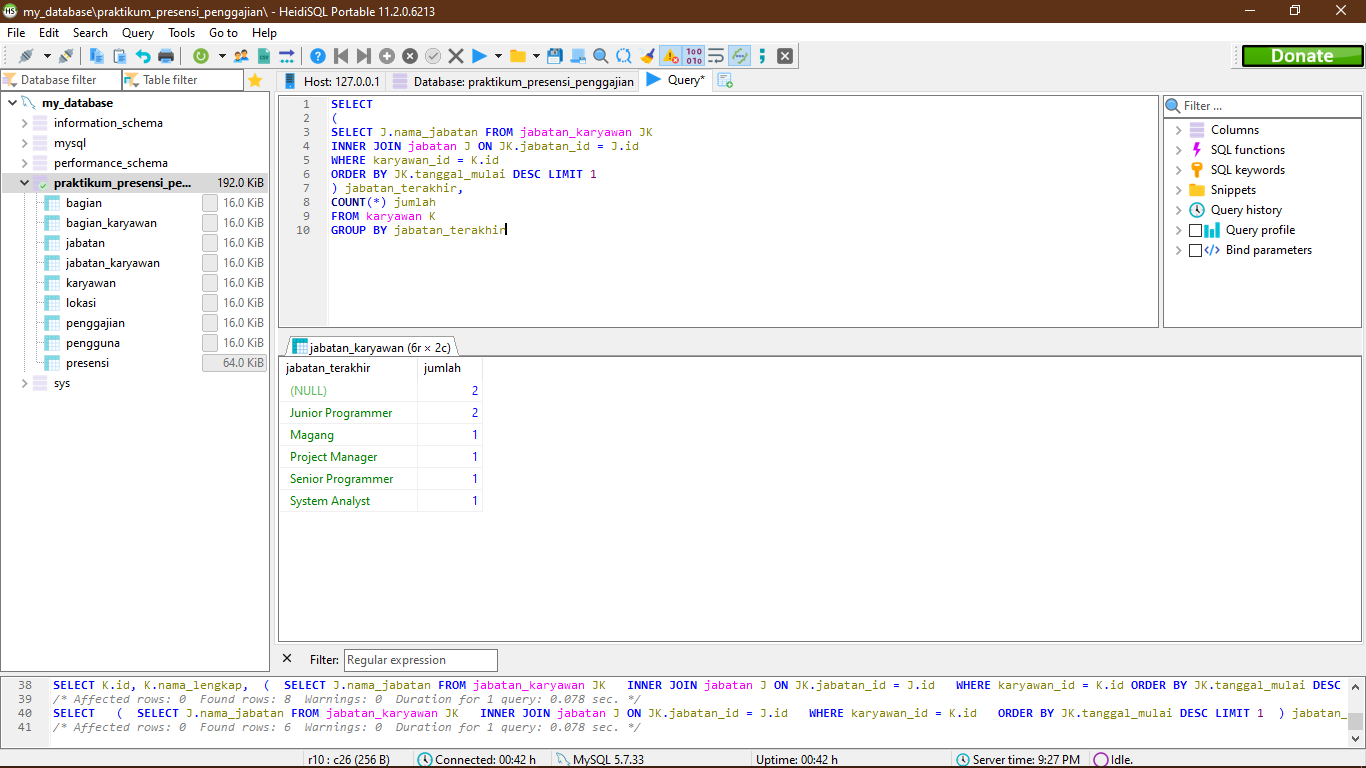 my_database\praktikum_presensi_penggajian\ - HeidiSQL Portable 11.2.0.6213
File Edit Search Query Tools Go to Help
Donate
Database filter Table filter
Host: 127.0.0.1 Database: praktikum_presensi_penggajian Query*
my_database
information_schema
mysql
performance_schema
praktikum_presensi_pe... 192.0 KiB
bagian 16.0 KiB
bagian_karyawan 16.0 KiB
jabatan 16.0 KiB
jabatan_karyawan 16.0 KiB
karyawan 16.0 KiB
lokasi 16.0 KiB
penggajian 16.0 KiB
pengguna 16.0 KiB
presensi 64.0 KiB
sys
1 SELECT
2 (
3 SELECT J.nama_jabatan FROM jabatan_karyawan JK
4 INNER JOIN jabatan J ON JK.jabatan_id = J.id
5 WHERE karyawan_id = K.id
6 ORDER BY JK.tanggal_mulai DESC LIMIT 1
7 ) jabatan_terakhir,
8 COUNT(*) jumlah
9 FROM karyawan K
10 GROUP BY jabatan_terakhir
Filter ...
Columns
SQL functions
SQL keywords
Snippets
Query history
Query profile
Bind parameters
jabatan_karyawan (6r × 2c)
jabatan_terakhir jumlah
(NULL) 2
Junior Programmer 2
Magang 1
Project Manager 1
Senior Programmer 1
System Analyst 1
Filter: Regular expression
38 SELECT K.id, K.nama_lengkap, ( SELECT J.nama_jabatan FROM jabatan_karyawan JK INNER JOIN jabatan J ON JK.jabatan_id = J.id WHERE karyawan_id = K.id ORDER BY JK.tanggal_mulai DESC
39 /* Affected rows: 0 Found rows: 8 Warnings: 0 Duration for 1 query: 0.078 sec. */
40 SELECT ( SELECT J.nama_jabatan FROM jabatan_karyawan JK INNER JOIN jabatan J ON JK.jabatan_id = J.id WHERE karyawan_id = K.id ORDER BY JK.tanggal_mulai DESC LIMIT 1 ) jabatan_
41 /* Affected rows: 0 Found rows: 6 Warnings: 0 Duration for 1 query: 0.078 sec. */
r10 : c26 (256 B) Connected: 00:42 h MySQL 5.7.33 Uptime: 00:42 h Server time: 9:27 PM Idle.